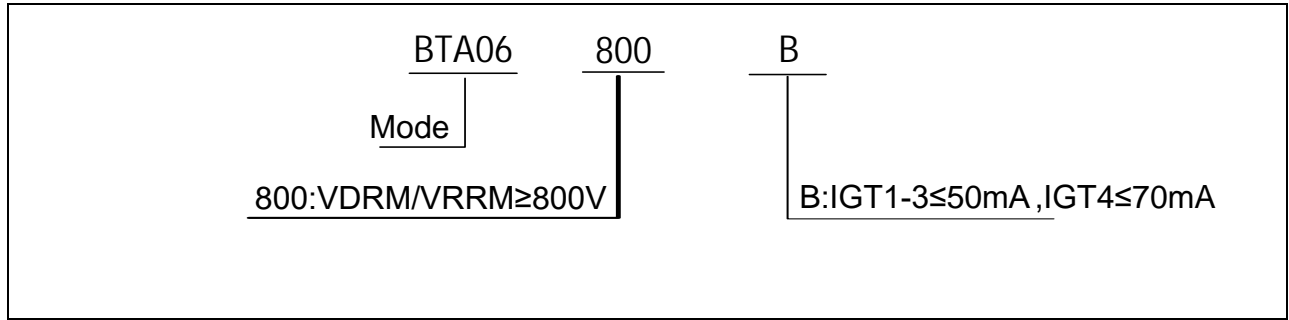 BTA06 800 B
Mode
800:VDRM/VRRM≥800V B:IGT1-3≤50mA ,IGT4≤70mA